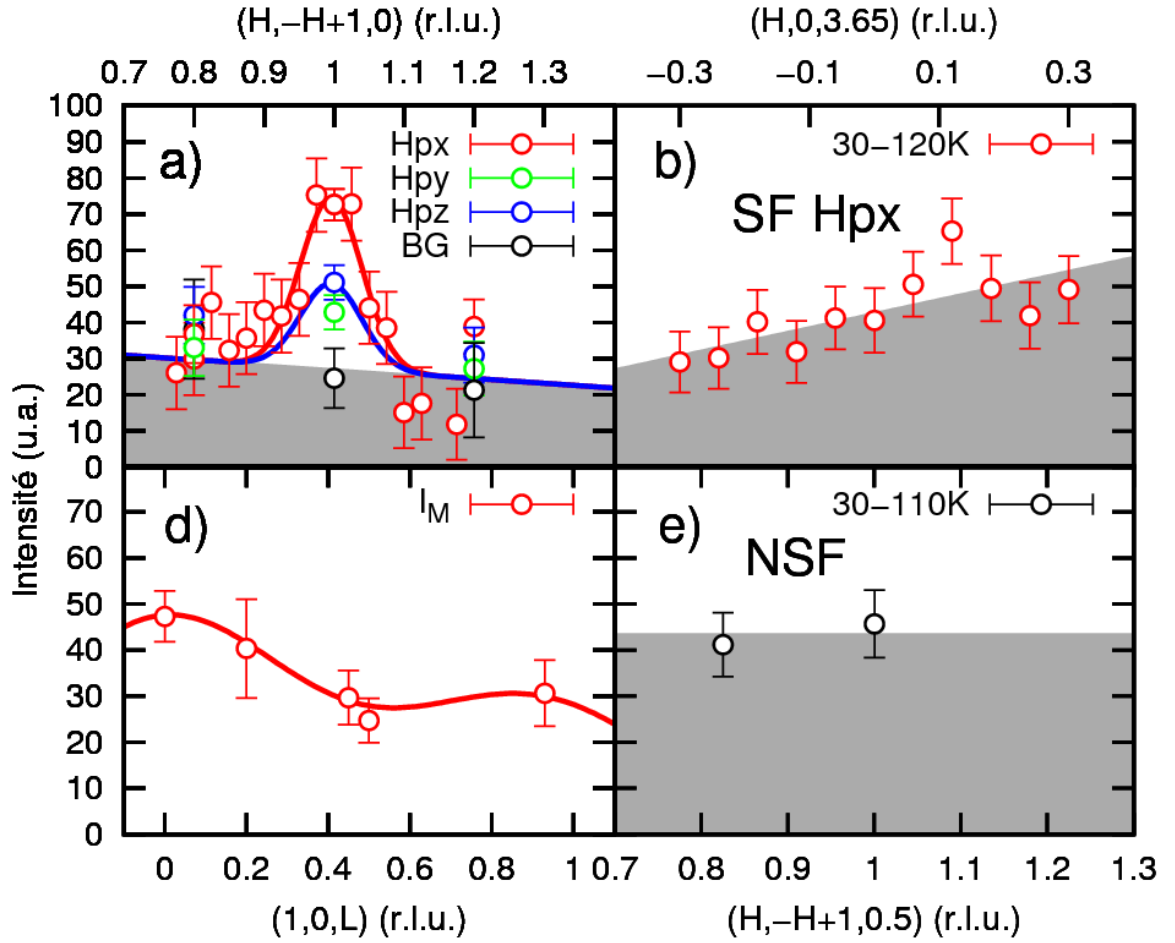 (H,−H+1,0) (r.l.u.)
(H,0,3.65) (r.l.u.)
0.7 0.8 0.9 1 1.1 1.2 1.3
−0.3 −0.1 0.1 0.3
100
90
80
70
60
50
40
30
20
10
0
a)
Hpx
Hpy
Hpz
BG
b)
30−120K
SF Hpx
Intensité (u.a.)
70
60
50
40
30
20
10
0
d)
I_M
e)
30−110K
NSF
0 0.2 0.4 0.6 0.8 1
0.7 0.8 0.9 1 1.1 1.2 1.3
(1,0,L) (r.l.u.)
(H,−H+1,0.5) (r.l.u.)